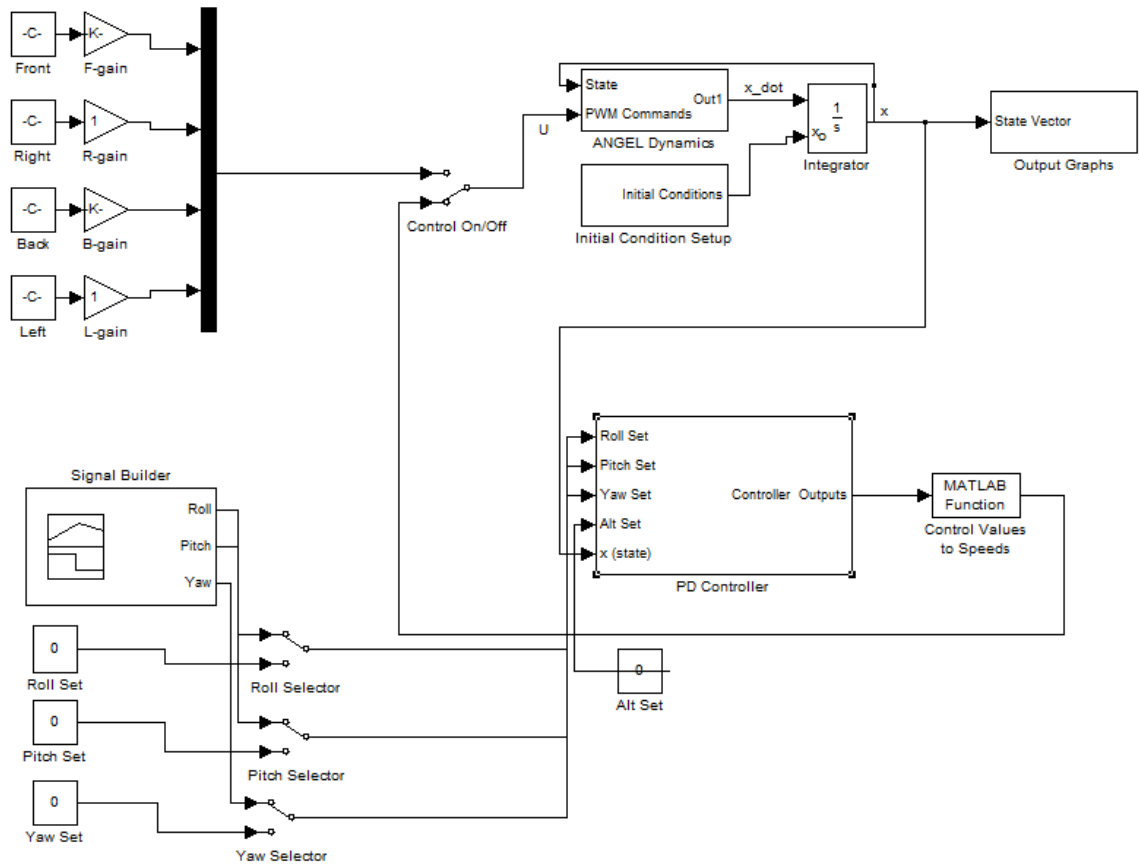 -C-
Front
K-
F-gain
-C-
Right
1
R-gain
-C-
Back
K-
B-gain
-C-
Left
1
L-gain
Control On/Off
U
State
PWM Commands
Out1
ANGEL Dynamics
x_dot
1
s
xo
Integrator
x
State Vector
Output Graphs
Initial Conditions
Initial Condition Setup
Signal Builder
Roll
Pitch
Yaw
0
Roll Set
0
Pitch Set
0
Yaw Set
Roll Selector
Pitch Selector
Yaw Selector
Roll Set
Pitch Set
Yaw Set
Alt Set
x (state)
Controller Outputs
PD Controller
MATLAB
Function
Control Values
to Speeds
0
Alt Set